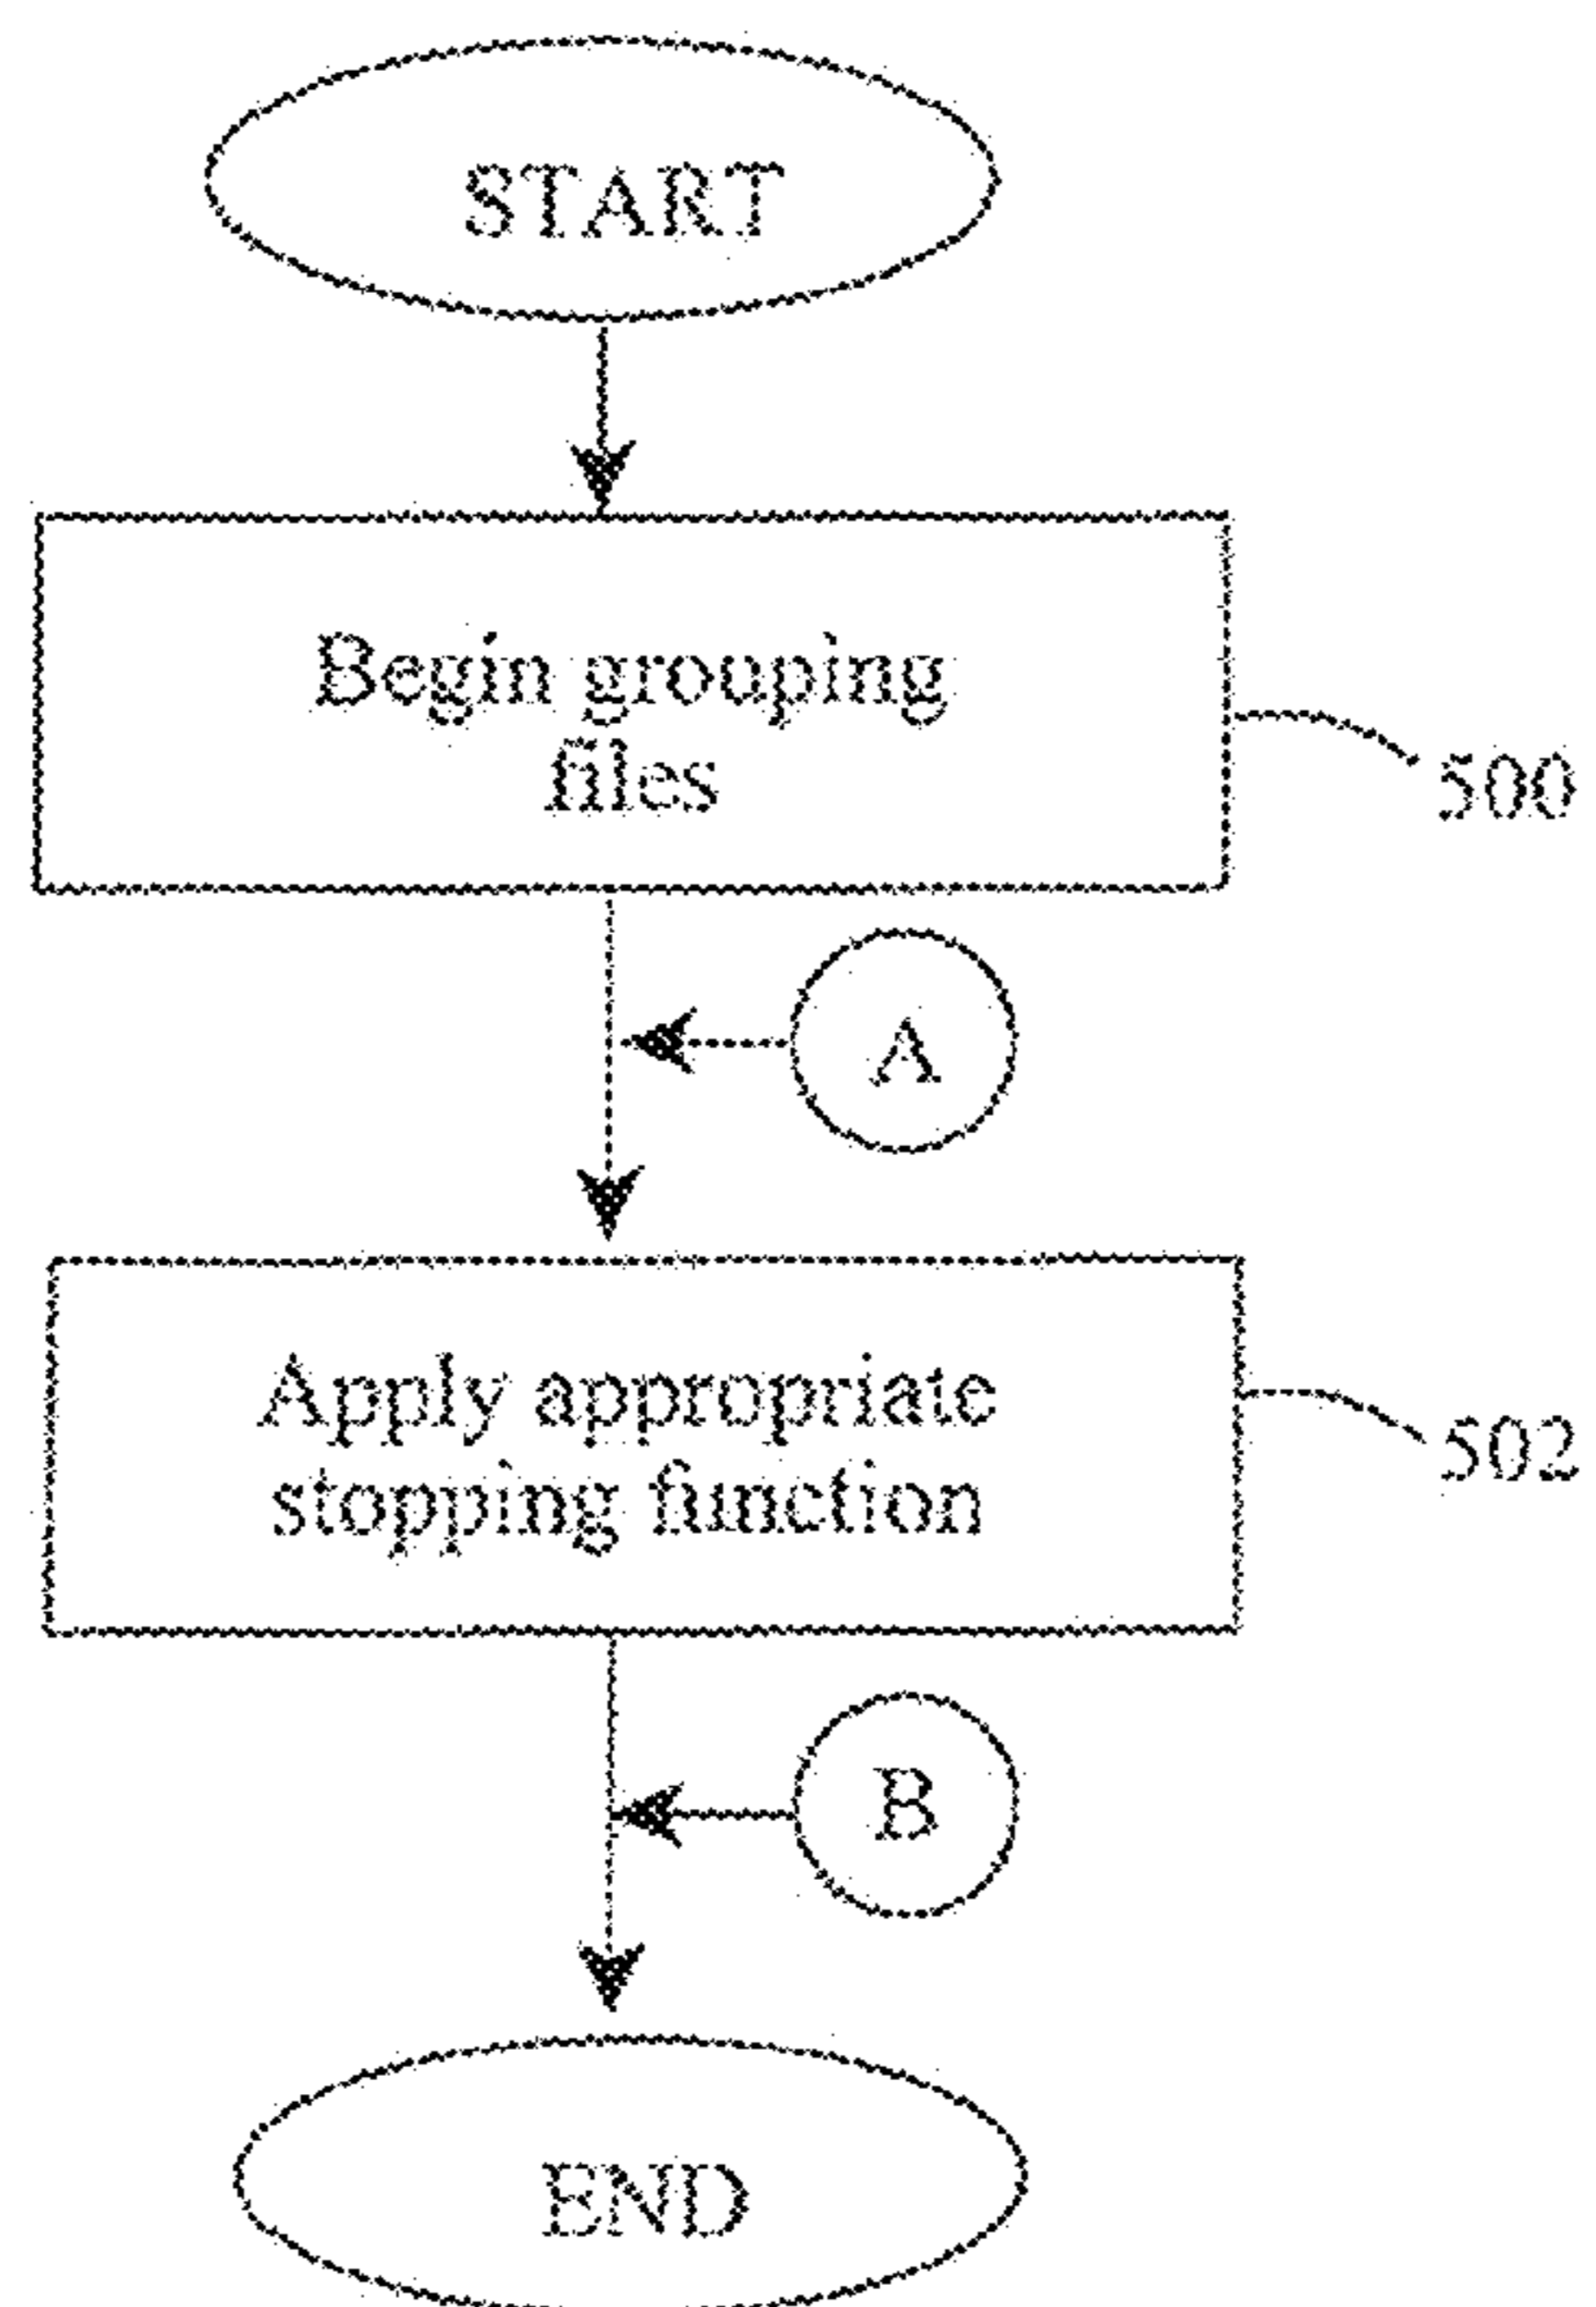 START
Begin grouping
files
500
A
Apply appropriate
stopping function
502
B
END